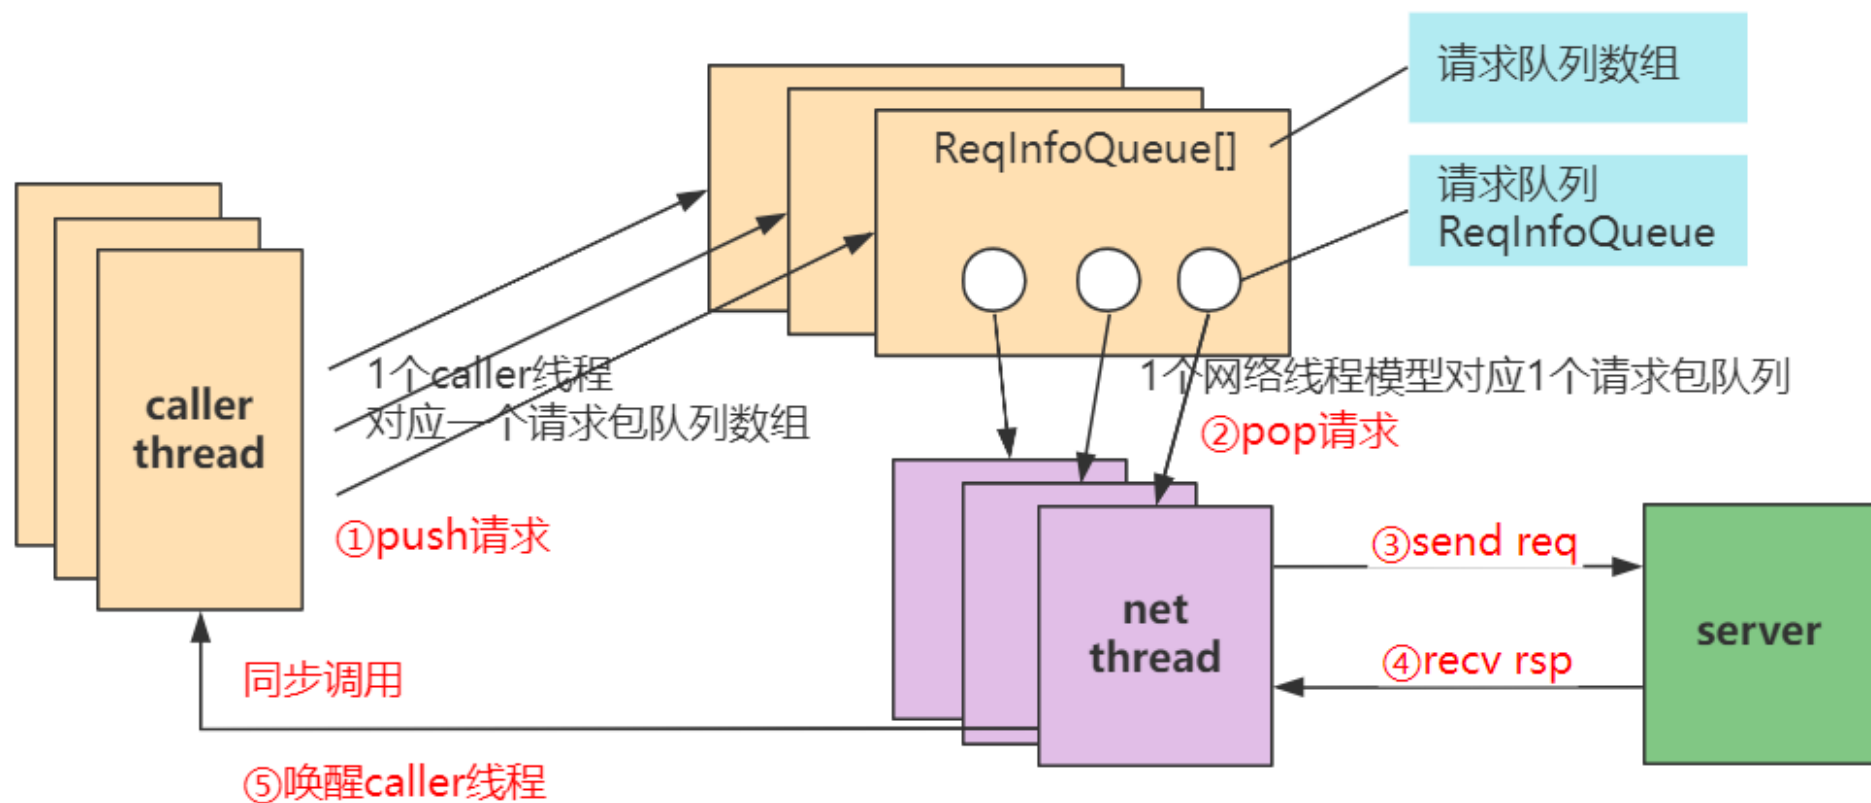 请求队列数组
ReqInfoQueue[]
请求队列
ReqInfoQueue
1个caller线程
对应一个请求包队列数组
1个网络线程模型对应1个请求包队列
caller
thread
②pop请求
①push请求
③send req
net
thread
server
④recv rsp
同步调用
⑤唤醒caller线程